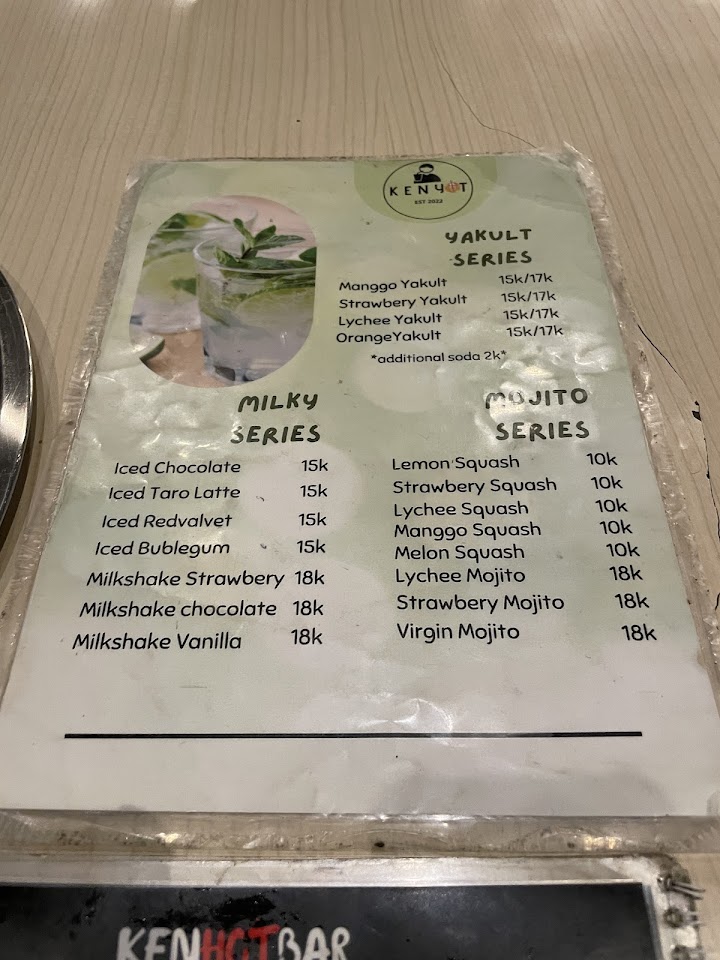 KENYOT
EST 2022
YAKULT
SERIES
Manggo Yakult 15k/17k
Strawbery Yakult 15k/17k
Lychee Yakult 15k/17k
OrangeYakult 15k/17k
*additional soda 2k*
MILKY
SERIES
Iced Chocolate 15k
Iced Taro Latte 15k
Iced Redvalvet 15k
Iced Bublegum 15k
Milkshake Strawbery 18k
Milkshake chocolate 18k
Milkshake Vanilla 18k
MOJITO
SERIES
Lemon Squash 10k
Strawbery Squash 10k
Lychee Squash 10k
Manggo Squash 10k
Melon Squash 10k
Lychee Mojito 18k
Strawbery Mojito 18k
Virgin Mojito 18k
KENHOTBAR